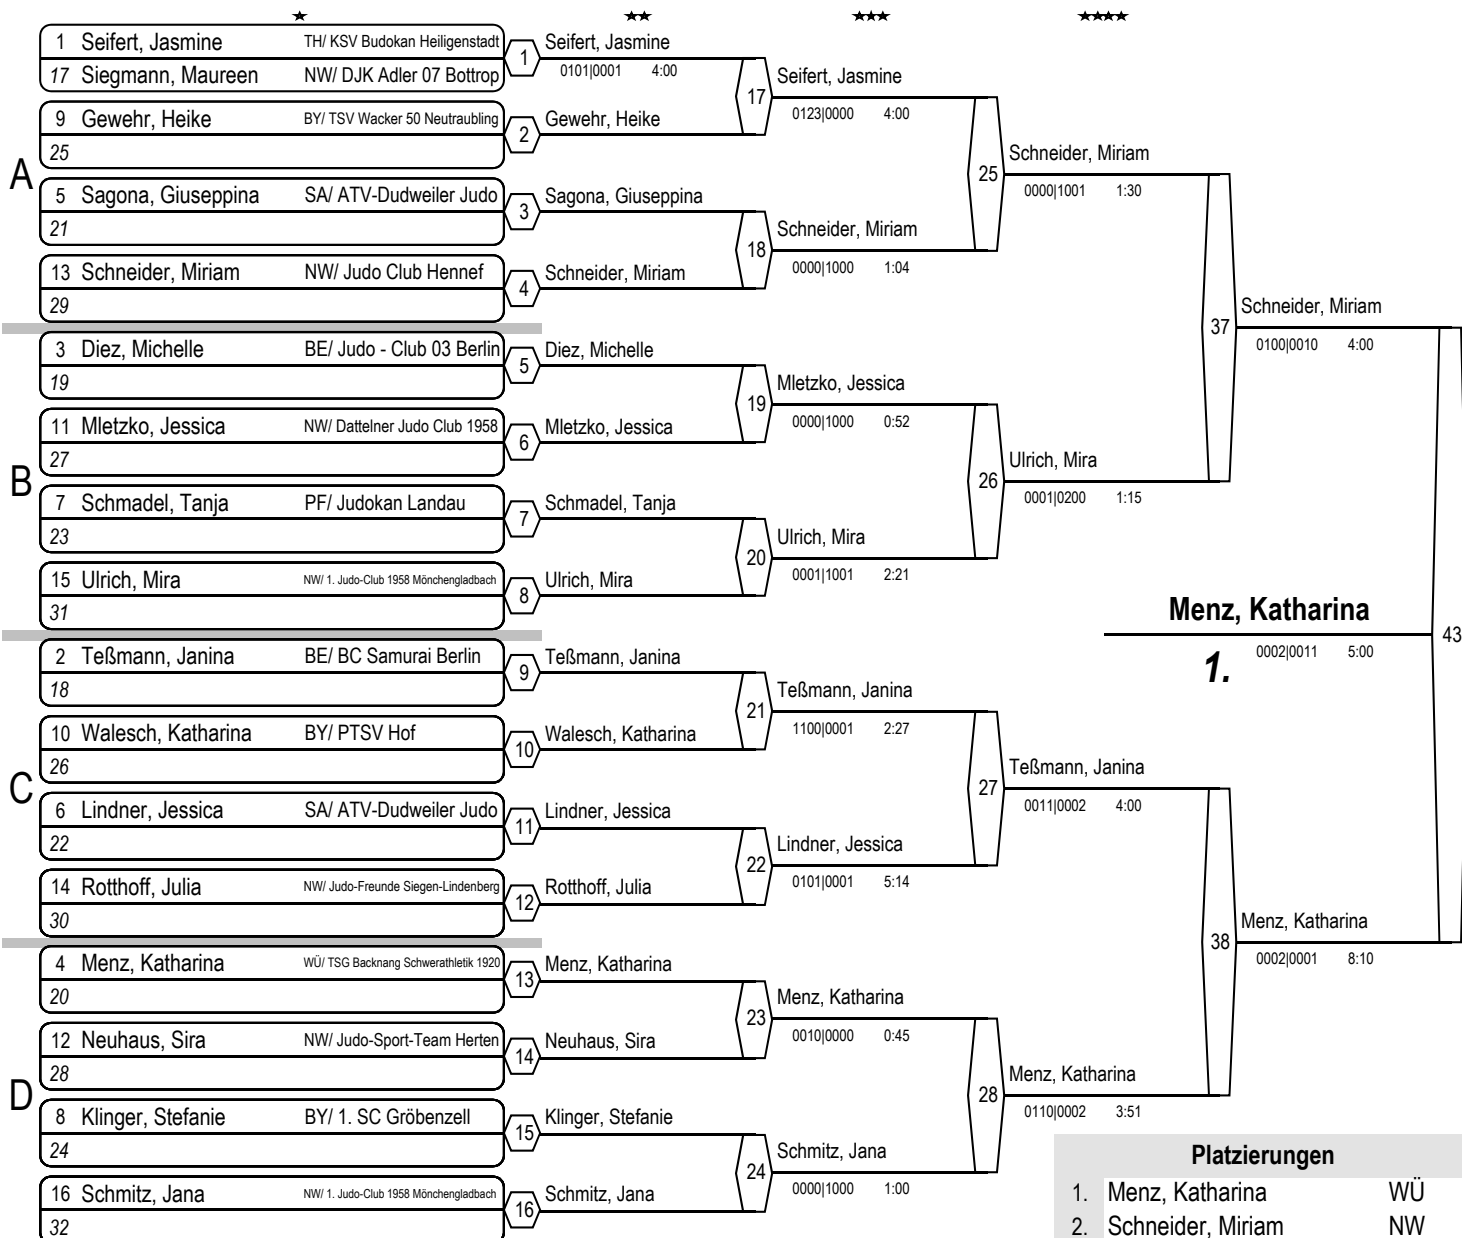 ★ ★★ ★★★ ★★★★
1 Seifert, Jasmine TH/ KSV Budokan Heiligenstadt
17 Siegmann, Maureen NW/ DJK Adler 07 Bottrop
9 Gewehr, Heike BY/ TSV Wacker 50 Neutraubling
25
A
5 Sagona, Giuseppina SA/ ATV-Dudweiler Judo
21
13 Schneider, Miriam NW/ Judo Club Hennef
29
3 Diez, Michelle BE/ Judo - Club 03 Berlin
19
11 Mletzko, Jessica NW/ Dattelner Judo Club 1958
27
B
7 Schmadel, Tanja PF/ Judokan Landau
23
15 Ulrich, Mira NW/ 1. Judo-Club 1958 Mönchengladbach
31
2 Teßmann, Janina BE/ BC Samurai Berlin
18
10 Walesch, Katharina BY/ PTSV Hof
26
C
6 Lindner, Jessica SA/ ATV-Dudweiler Judo
22
14 Rotthoff, Julia NW/ Judo-Freunde Siegen-Lindenberg
30
4 Menz, Katharina WÜ/ TSG Backnang Schwerathletik 1920
20
12 Neuhaus, Sira NW/ Judo-Sport-Team Herten
28
D
8 Klinger, Stefanie BY/ 1. SC Gröbenzell
24
16 Schmitz, Jana NW/ 1. Judo-Club 1958 Mönchengladbach
32
1 Seifert, Jasmine
0101|0001 4:00
2 Gewehr, Heike
3 Sagona, Giuseppina
4 Schneider, Miriam
5 Diez, Michelle
6 Mletzko, Jessica
7 Schmadel, Tanja
8 Ulrich, Mira
9 Teßmann, Janina
10 Walesch, Katharina
11 Lindner, Jessica
12 Rotthoff, Julia
13 Menz, Katharina
14 Neuhaus, Sira
15 Klinger, Stefanie
16 Schmitz, Jana
17 Seifert, Jasmine
0123|0000 4:00
18 Schneider, Miriam
0000|1000 1:04
19 Mletzko, Jessica
0000|1000 0:52
20 Ulrich, Mira
0001|1001 2:21
21 Teßmann, Janina
1100|0001 2:27
22 Lindner, Jessica
0101|0001 5:14
23 Menz, Katharina
0010|0000 0:45
24 Schmitz, Jana
0000|1000 1:00
25 Schneider, Miriam
0000|1001 1:30
26 Ulrich, Mira
0001|0200 1:15
27 Teßmann, Janina
0011|0002 4:00
28 Menz, Katharina
0110|0002 3:51
37 Schneider, Miriam
0100|0010 4:00
38 Menz, Katharina
0002|0001 8:10
Menz, Katharina 43
1. 0002|0011 5:00
Platzierungen
1. Menz, Katharina WÜ
2. Schneider, Miriam NW